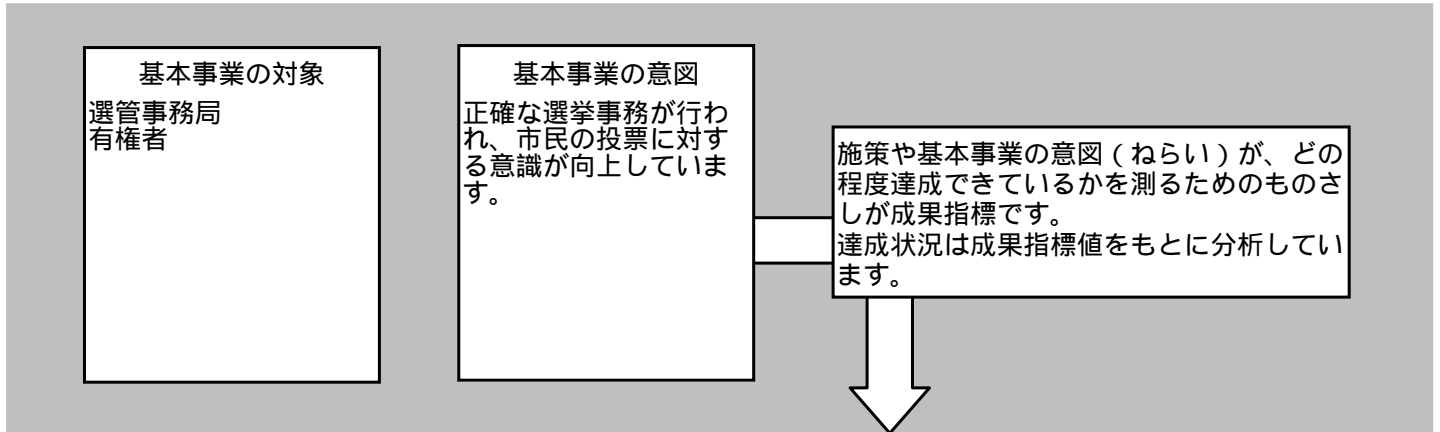 基本事業の対象
選管事務局
有権者
基本事業の意図
正確な選挙事務が行わ
れ、市民の投票に対す
る意識が向上していま
す。
施策や基本事業の意図（ねらい）が、どの
程度達成できているかを測るためのものさ
しが成果指標です。
達成状況は成果指標値をもとに分析してい
ます。